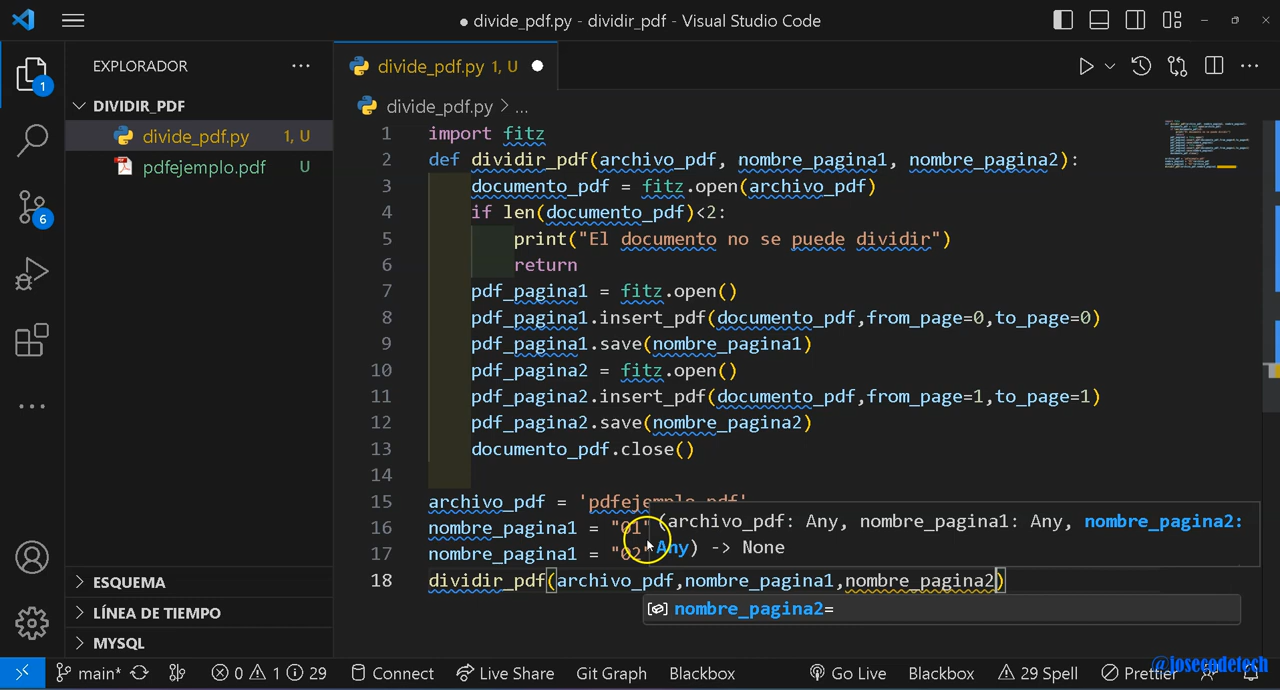 divide_pdf.py - dividir_pdf - Visual Studio Code
EXPLORADOR
DIVIDIR_PDF
divide_pdf.py 1, U
pdfejemplo.pdf U
1
6
ESQUEMA
LÍNEA DE TIEMPO
MYSQL
divide_pdf.py 1, U
divide_pdf.py > ...
1 import fitz
2 def dividir_pdf(archivo_pdf, nombre_pagina1, nombre_pagina2):
3 documento_pdf = fitz.open(archivo_pdf)
4 if len(documento_pdf)<2:
5 print("El documento no se puede dividir")
6 return
7 pdf_pagina1 = fitz.open()
8 pdf_pagina1.insert_pdf(documento_pdf,from_page=0,to_page=0)
9 pdf_pagina1.save(nombre_pagina1)
10 pdf_pagina2 = fitz.open()
11 pdf_pagina2.insert_pdf(documento_pdf,from_page=1,to_page=1)
12 pdf_pagina2.save(nombre_pagina2)
13 documento_pdf.close()
14
15 archivo_pdf = 'pdfejemplo.pdf'
16 nombre_pagina1 = "01"
17 nombre_pagina1 = "02"
18 dividir_pdf(archivo_pdf,nombre_pagina1,nombre_pagina2)
(archivo_pdf: Any, nombre_pagina1: Any, nombre_pagina2:
Any) -> None
nombre_pagina2=
main* 0 1 29 Connect Live Share Git Graph Blackbox Go Live Blackbox 29 Spell Prettier
@josecodetech